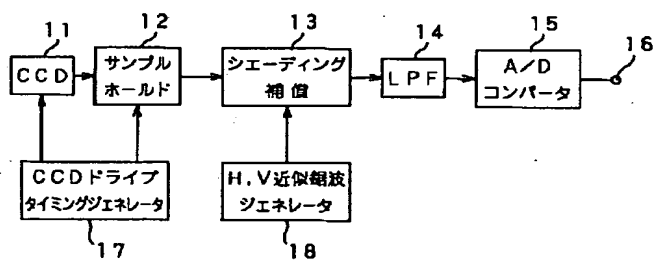 11
12
13
14
15
16
CCD
サンプル
ホールド
シェーディング
補償
LPF
A/D
コンバータ
CCDドライブ
タイミングジェネレータ
H.V近似鋸波
ジェネレータ
17
18